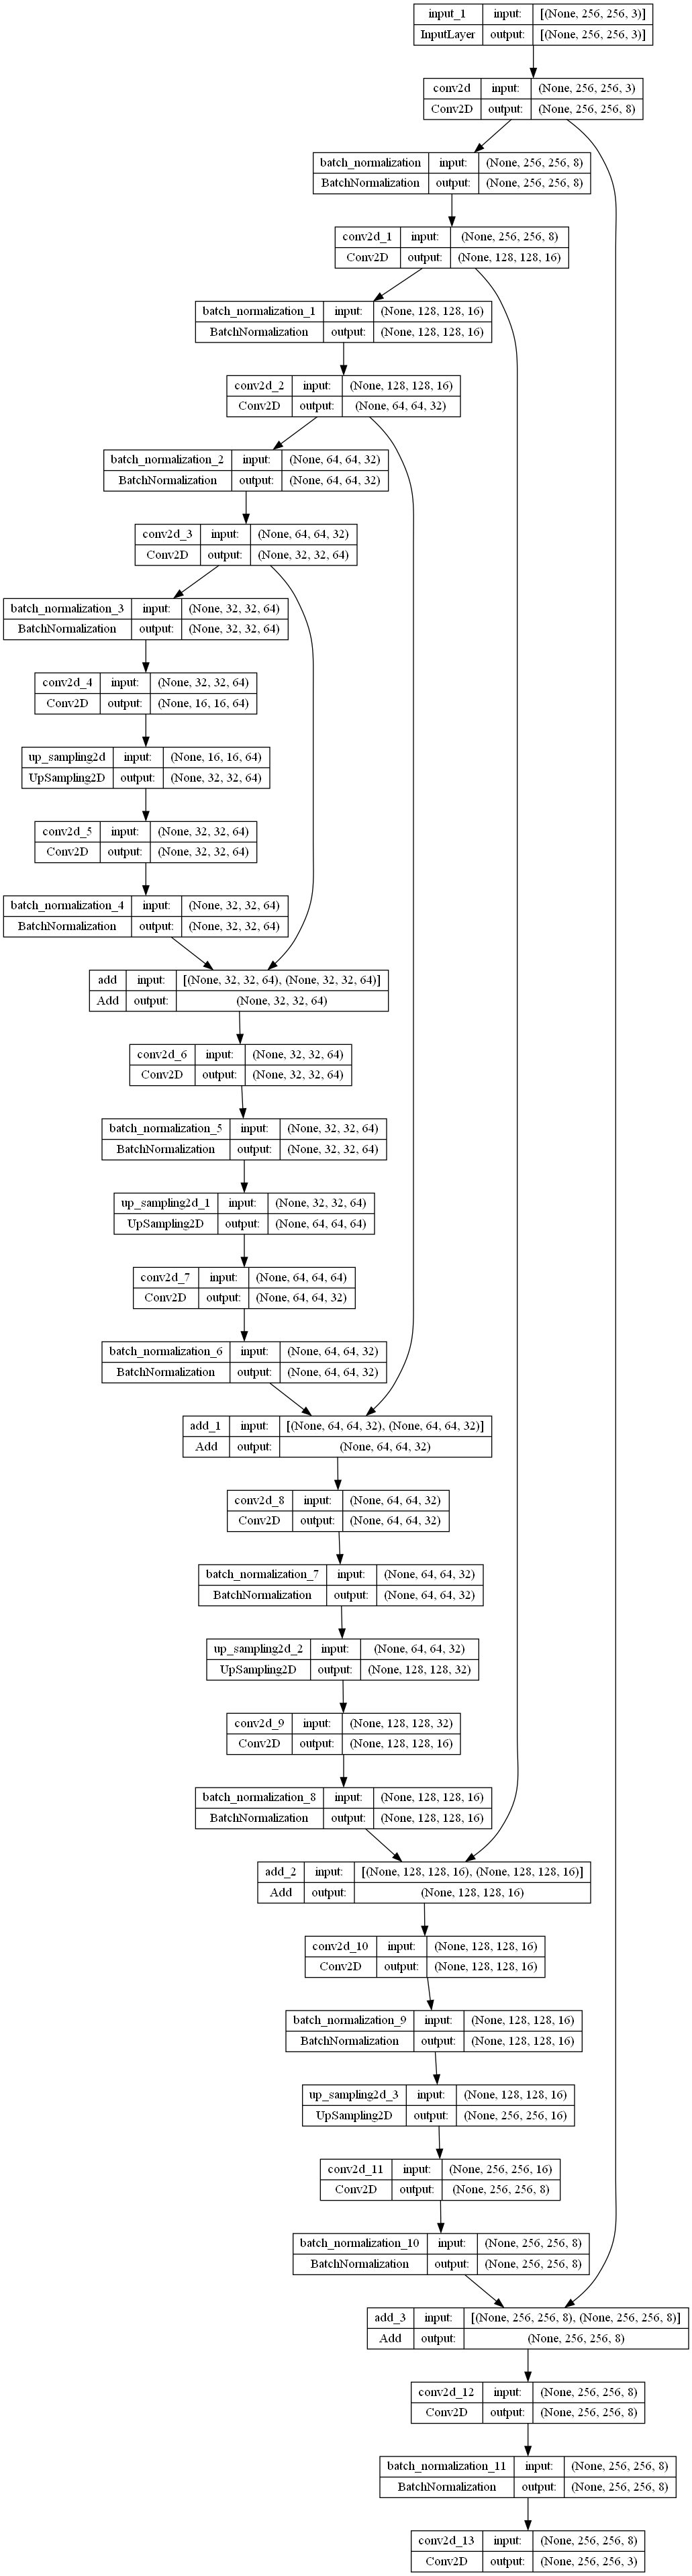 input_1 input: [(None, 256, 256, 3)]
InputLayer output: [(None, 256, 256, 3)]
conv2d input: (None, 256, 256, 3)
Conv2D output: (None, 256, 256, 8)
batch_normalization input: (None, 256, 256, 8)
BatchNormalization output: (None, 256, 256, 8)
conv2d_1 input: (None, 256, 256, 8)
Conv2D output: (None, 128, 128, 16)
batch_normalization_1 input: (None, 128, 128, 16)
BatchNormalization output: (None, 128, 128, 16)
conv2d_2 input: (None, 128, 128, 16)
Conv2D output: (None, 64, 64, 32)
batch_normalization_2 input: (None, 64, 64, 32)
BatchNormalization output: (None, 64, 64, 32)
conv2d_3 input: (None, 64, 64, 32)
Conv2D output: (None, 32, 32, 64)
batch_normalization_3 input: (None, 32, 32, 64)
BatchNormalization output: (None, 32, 32, 64)
conv2d_4 input: (None, 32, 32, 64)
Conv2D output: (None, 16, 16, 64)
up_sampling2d input: (None, 16, 16, 64)
UpSampling2D output: (None, 32, 32, 64)
conv2d_5 input: (None, 32, 32, 64)
Conv2D output: (None, 32, 32, 64)
batch_normalization_4 input: (None, 32, 32, 64)
BatchNormalization output: (None, 32, 32, 64)
add input: [(None, 32, 32, 64), (None, 32, 32, 64)]
Add output: (None, 32, 32, 64)
conv2d_6 input: (None, 32, 32, 64)
Conv2D output: (None, 32, 32, 64)
batch_normalization_5 input: (None, 32, 32, 64)
BatchNormalization output: (None, 32, 32, 64)
up_sampling2d_1 input: (None, 32, 32, 64)
UpSampling2D output: (None, 64, 64, 64)
conv2d_7 input: (None, 64, 64, 64)
Conv2D output: (None, 64, 64, 32)
batch_normalization_6 input: (None, 64, 64, 32)
BatchNormalization output: (None, 64, 64, 32)
add_1 input: [(None, 64, 64, 32), (None, 64, 64, 32)]
Add output: (None, 64, 64, 32)
conv2d_8 input: (None, 64, 64, 32)
Conv2D output: (None, 64, 64, 32)
batch_normalization_7 input: (None, 64, 64, 32)
BatchNormalization output: (None, 64, 64, 32)
up_sampling2d_2 input: (None, 64, 64, 32)
UpSampling2D output: (None, 128, 128, 32)
conv2d_9 input: (None, 128, 128, 32)
Conv2D output: (None, 128, 128, 16)
batch_normalization_8 input: (None, 128, 128, 16)
BatchNormalization output: (None, 128, 128, 16)
add_2 input: [(None, 128, 128, 16), (None, 128, 128, 16)]
Add output: (None, 128, 128, 16)
conv2d_10 input: (None, 128, 128, 16)
Conv2D output: (None, 128, 128, 16)
batch_normalization_9 input: (None, 128, 128, 16)
BatchNormalization output: (None, 128, 128, 16)
up_sampling2d_3 input: (None, 128, 128, 16)
UpSampling2D output: (None, 256, 256, 16)
conv2d_11 input: (None, 256, 256, 16)
Conv2D output: (None, 256, 256, 8)
batch_normalization_10 input: (None, 256, 256, 8)
BatchNormalization output: (None, 256, 256, 8)
add_3 input: [(None, 256, 256, 8), (None, 256, 256, 8)]
Add output: (None, 256, 256, 8)
conv2d_12 input: (None, 256, 256, 8)
Conv2D output: (None, 256, 256, 8)
batch_normalization_11 input: (None, 256, 256, 8)
BatchNormalization output: (None, 256, 256, 8)
conv2d_13 input: (None, 256, 256, 8)
Conv2D output: (None, 256, 256, 3)